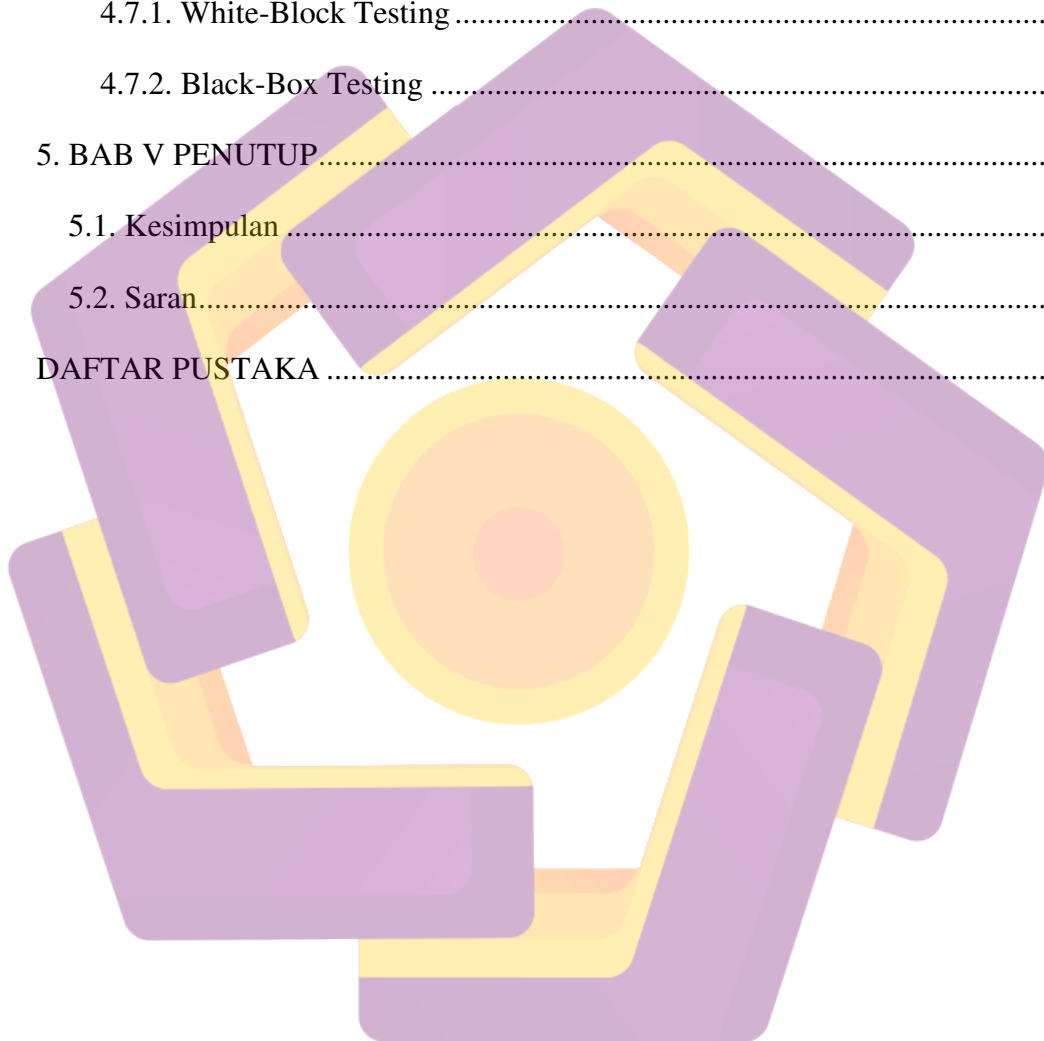 4.7.1. White-Block Testing ..........................................................................
4.7.2. Black-Box Testing .............................................................................
5. BAB V PENUTUP...........................................................................................
5.1. Kesimpulan ...............................................................................................
5.2. Saran..........................................................................................................
DAFTAR PUSTAKA ..........................................................................................